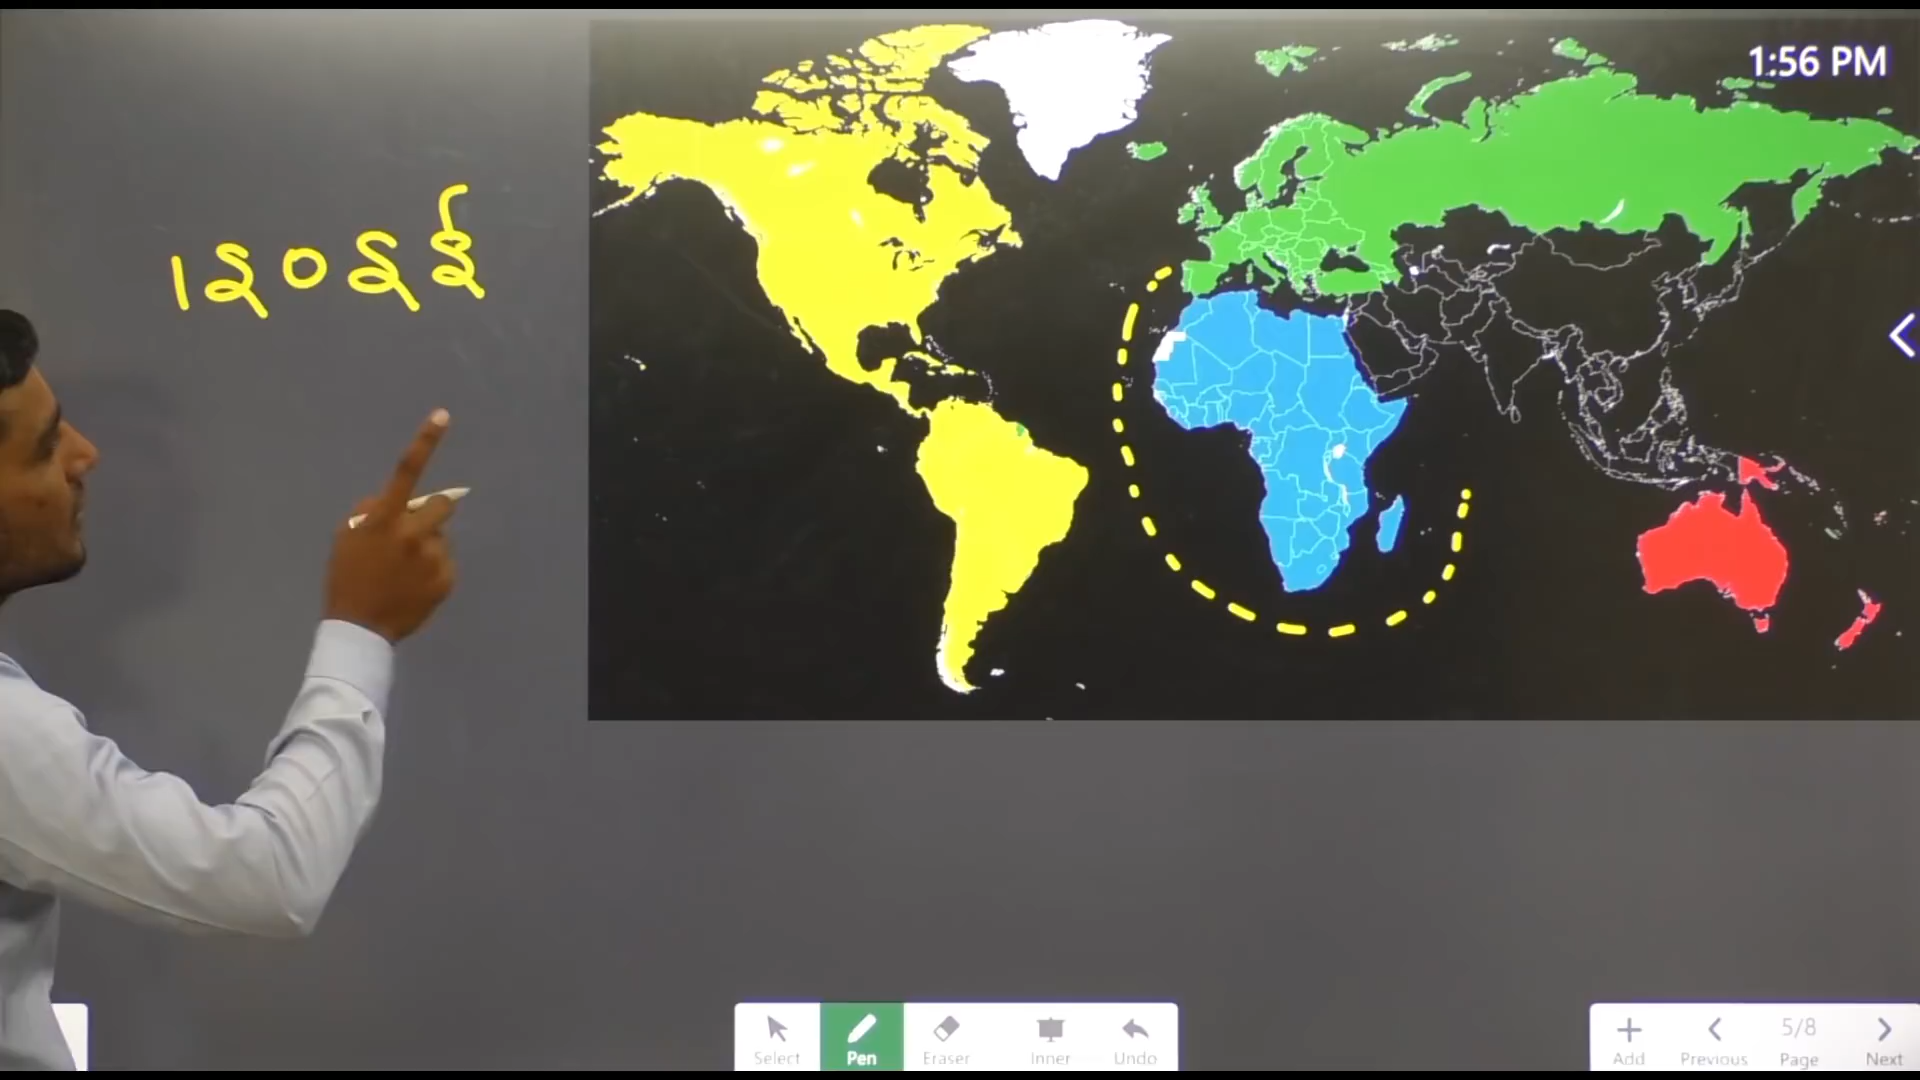 1:56 PM
Select Pen Eraser Inner Undo
Add Previous 5/8 Page Next